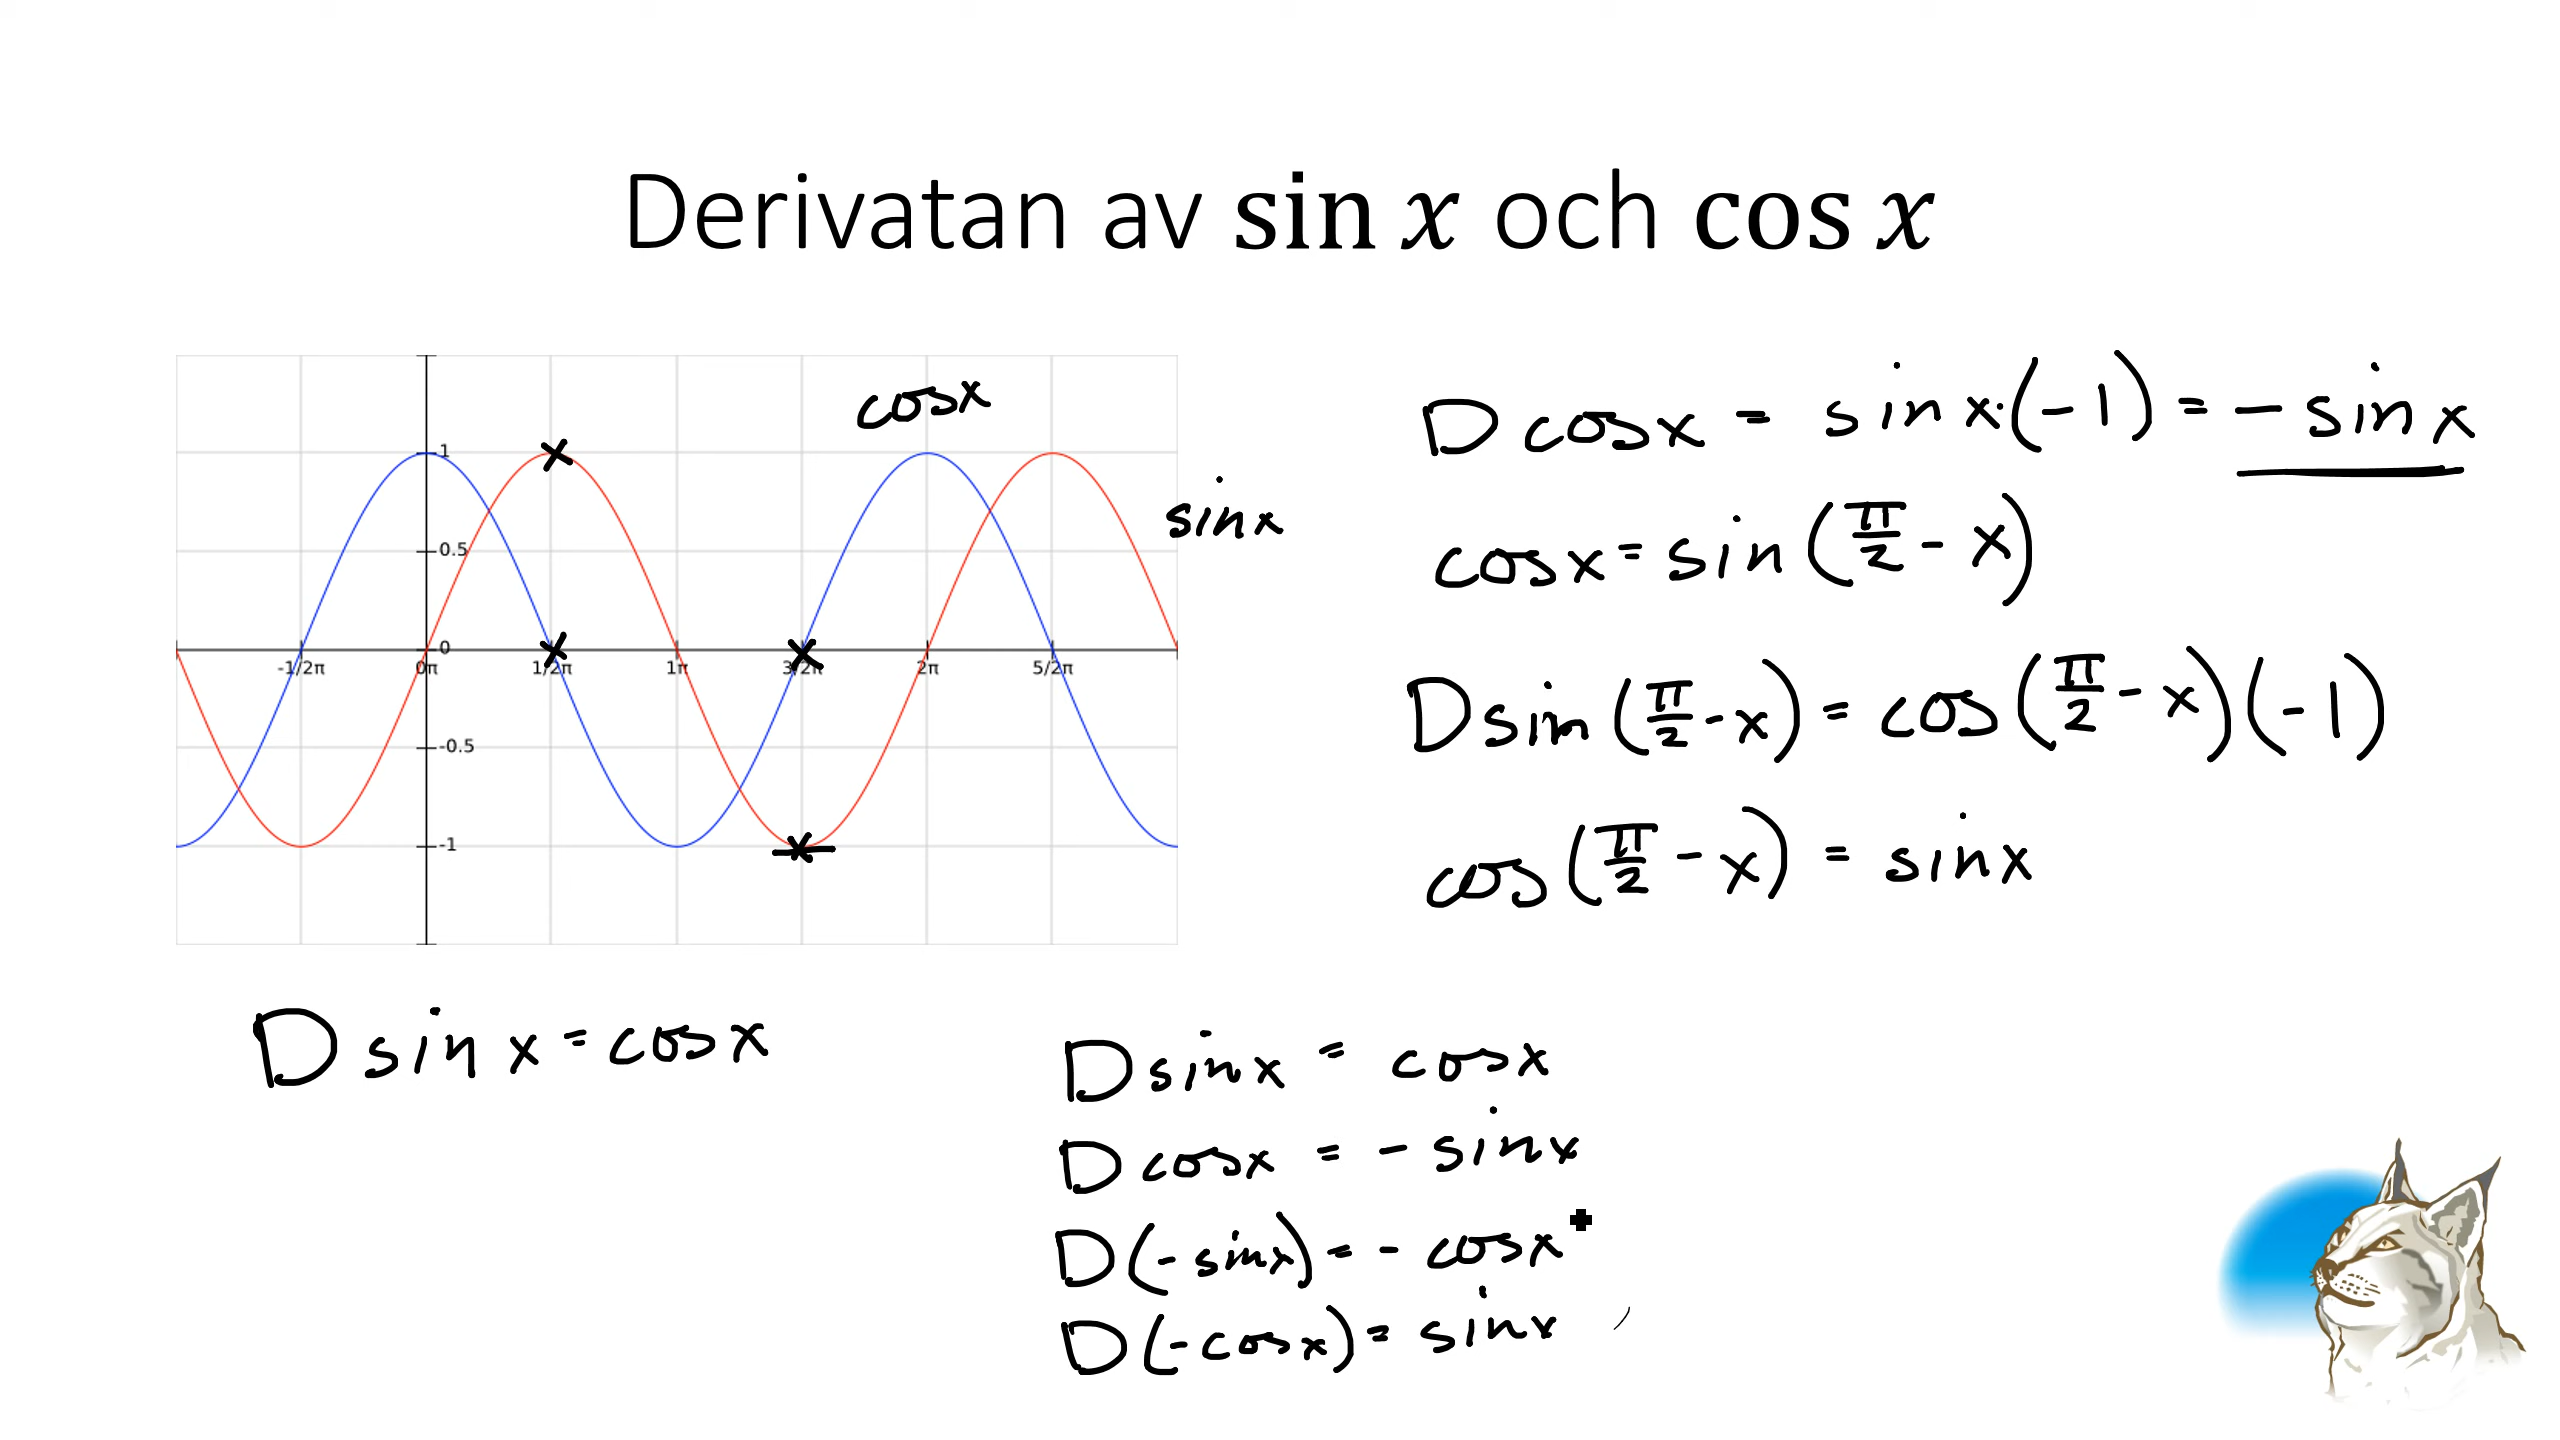 Derivatan av sin x och cos x
cosx
sinx
1
0.5
0
-1/2π 0π 1/2π 1π 3/2π 2π 5/2π
-0.5
-1
D cosx = sin x·(-1) = - sin x
cosx = sin(π/2 - x)
D sin(π/2 - x) = cos(π/2 - x)(-1)
cos(π/2 - x) = sinx
D sin x = cosx
D sinx = cosx
D cosx = - sinx
D(- sinx) = - cosx
D(-cosx) = sinx